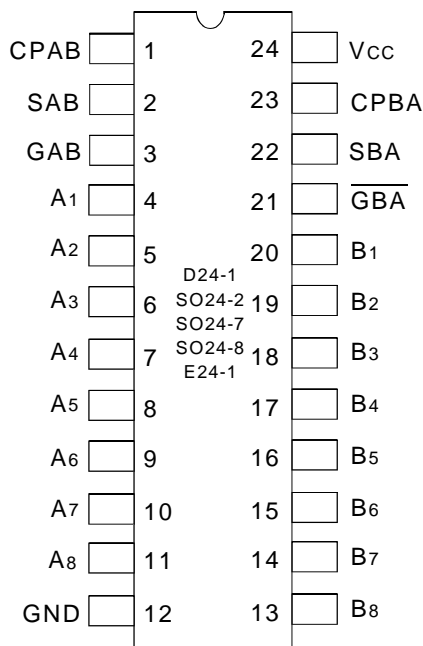 CPAB 1 24 Vcc
SAB 2 23 CPBA
GAB 3 22 SBA
A1 4 21 GBA
A2 5 20 B1
D24-1
A3 6 SO24-2 19 B2
SO24-7
A4 7 SO24-8 18 B3
E24-1
A5 8 17 B4
A6 9 16 B5
A7 10 15 B6
A8 11 14 B7
GND 12 13 B8